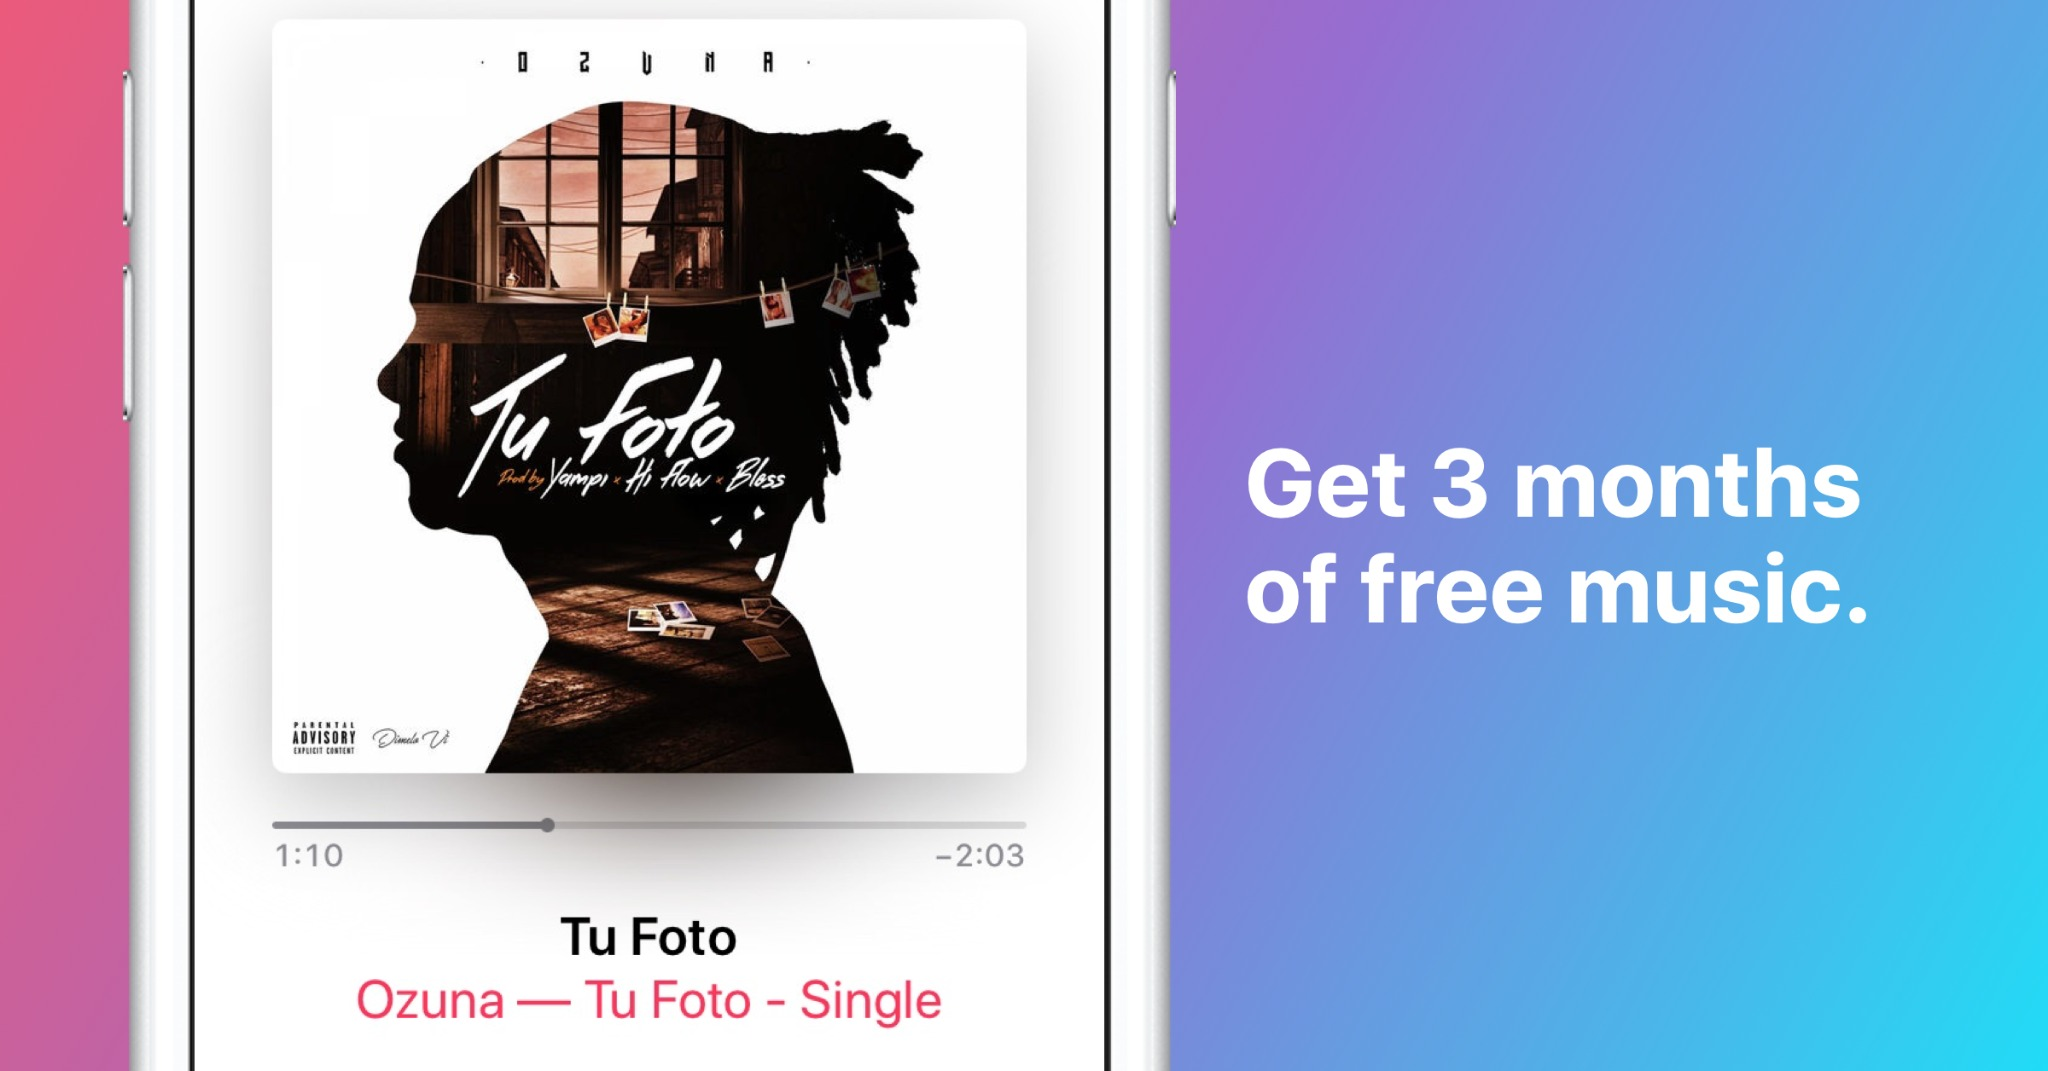 · O Z U N A ·
Tu Foto
Prod by Yampi × Hi Flow × Bless
PARENTAL
ADVISORY
EXPLICIT CONTENT
Dimelo Vi
1:10
−2:03
Tu Foto
Ozuna — Tu Foto - Single
Get 3 months
of free music.